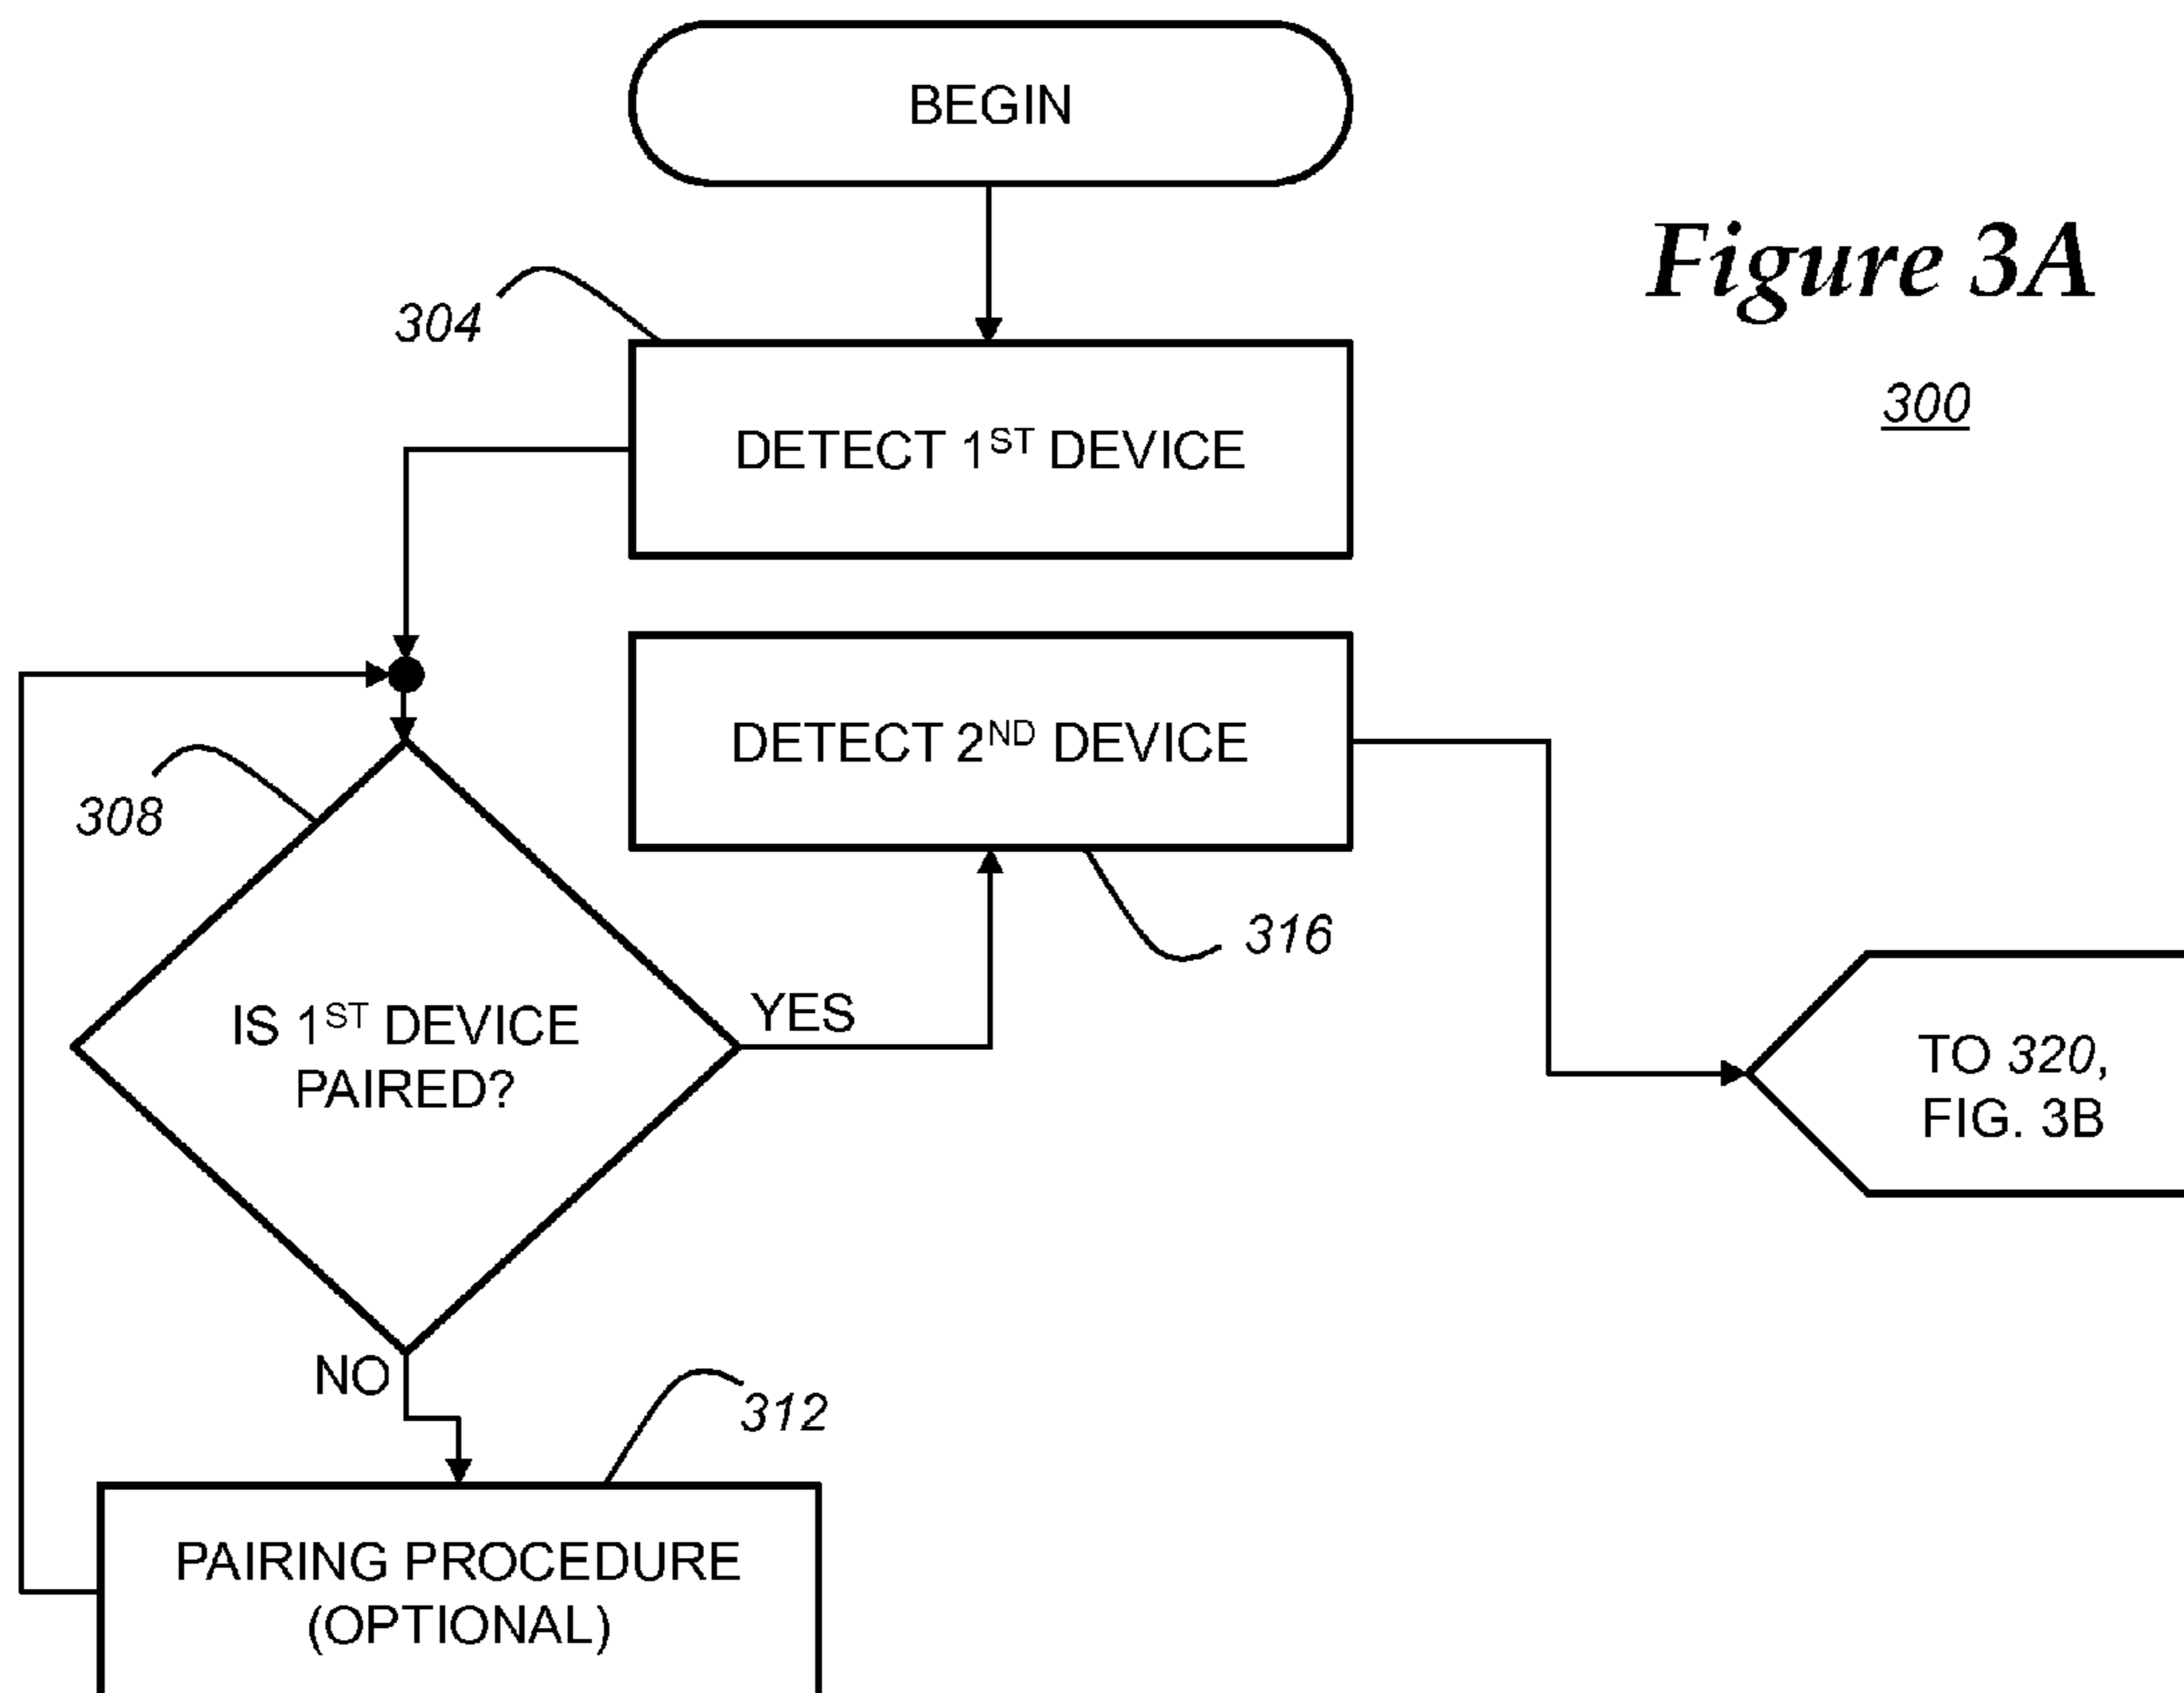 BEGIN
Figure 3A
300
304
DETECT 1ST DEVICE
DETECT 2ND DEVICE
308
316
IS 1ST DEVICE
PAIRED?
YES
TO 320,
FIG. 3B
NO
312
PAIRING PROCEDURE
(OPTIONAL)